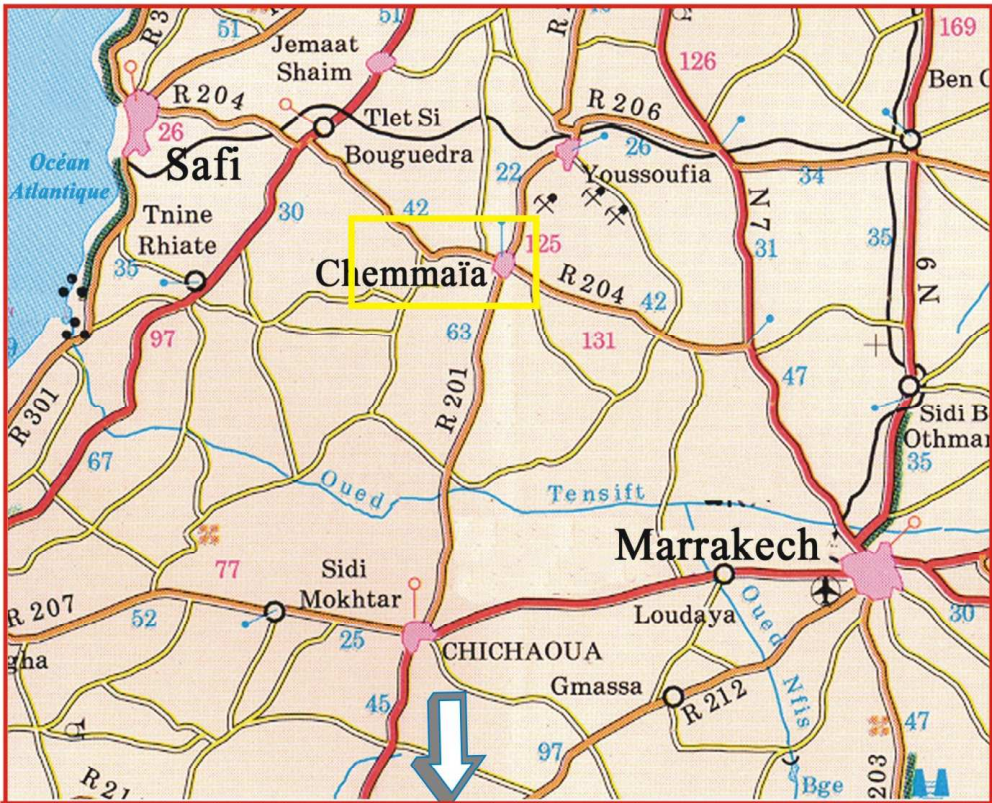 51
R 3
51
R
169
Jemaat
Shaim
126
Ben
R 204
R 206
Tlet Si
26
26
Océan
Atlantique
Safi
Bouguedra
22
Youssoufia
34
Tnine
Rhiate
30
42
N 7
31
35
125
35
Chemmaïa
R 204
42
N 9
97
63
131
47
R 301
R 201
Sidi B
Othma
35
67
Oued
Tensift
Marrakech
77
Sidi
Mokhtar
R 207
52
25
Loudaya
Oued
30
gha
CHICHAOUA
Gmassa
R 212
Nfis
45
47
97
R 21
Bge
203